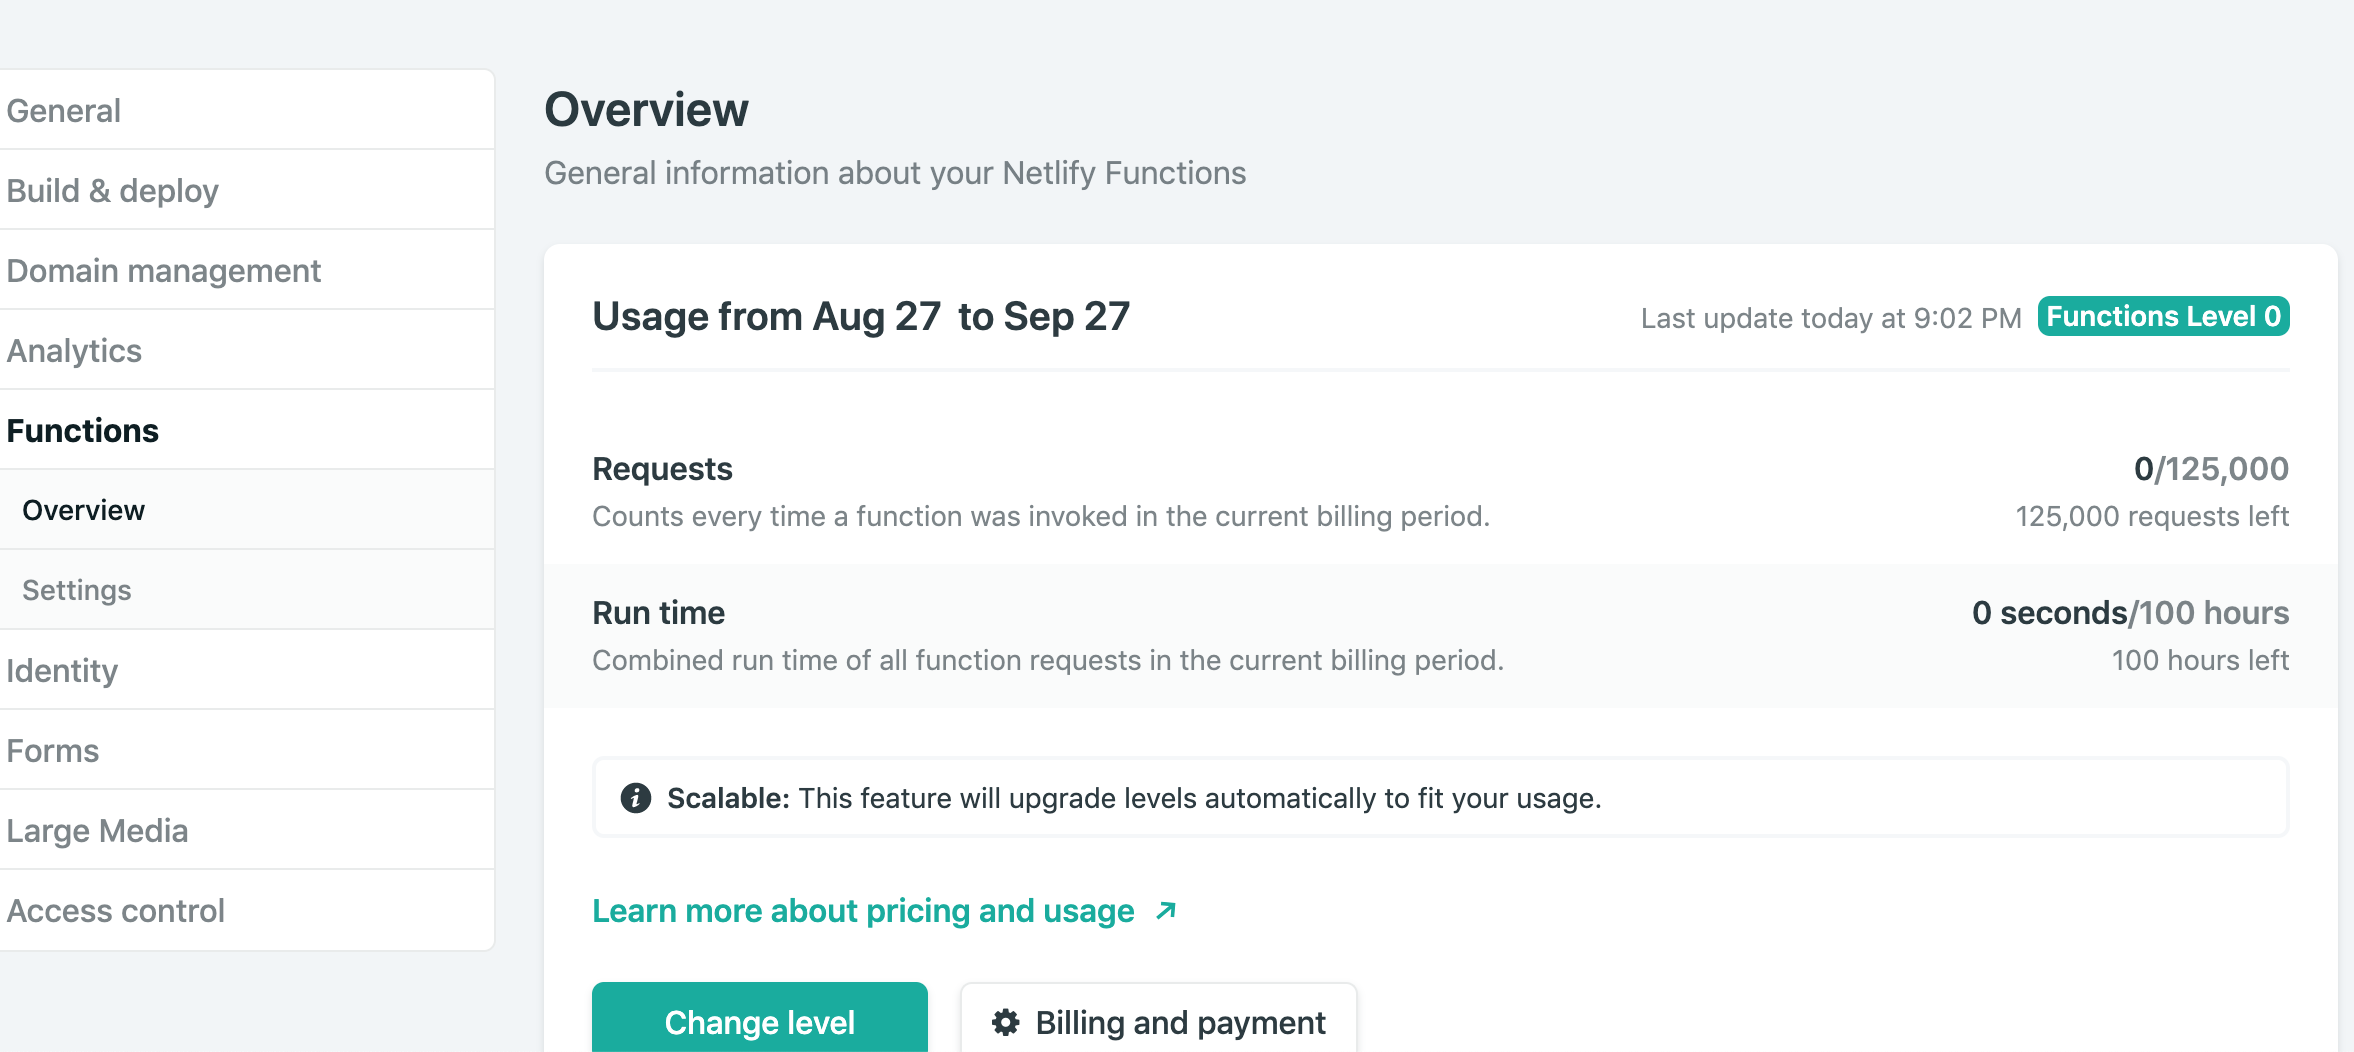 General
Build & deploy
Domain management
Analytics
Functions
Overview
Settings
Identity
Forms
Large Media
Access control
Overview
General information about your Netlify Functions
Usage from Aug 27 to Sep 27
Last update today at 9:02 PM Functions Level 0
Requests
0/125,000
Counts every time a function was invoked in the current billing period.
125,000 requests left
Run time
0 seconds/100 hours
Combined run time of all function requests in the current billing period.
100 hours left
Scalable: This feature will upgrade levels automatically to fit your usage.
Learn more about pricing and usage
Change level
Billing and payment